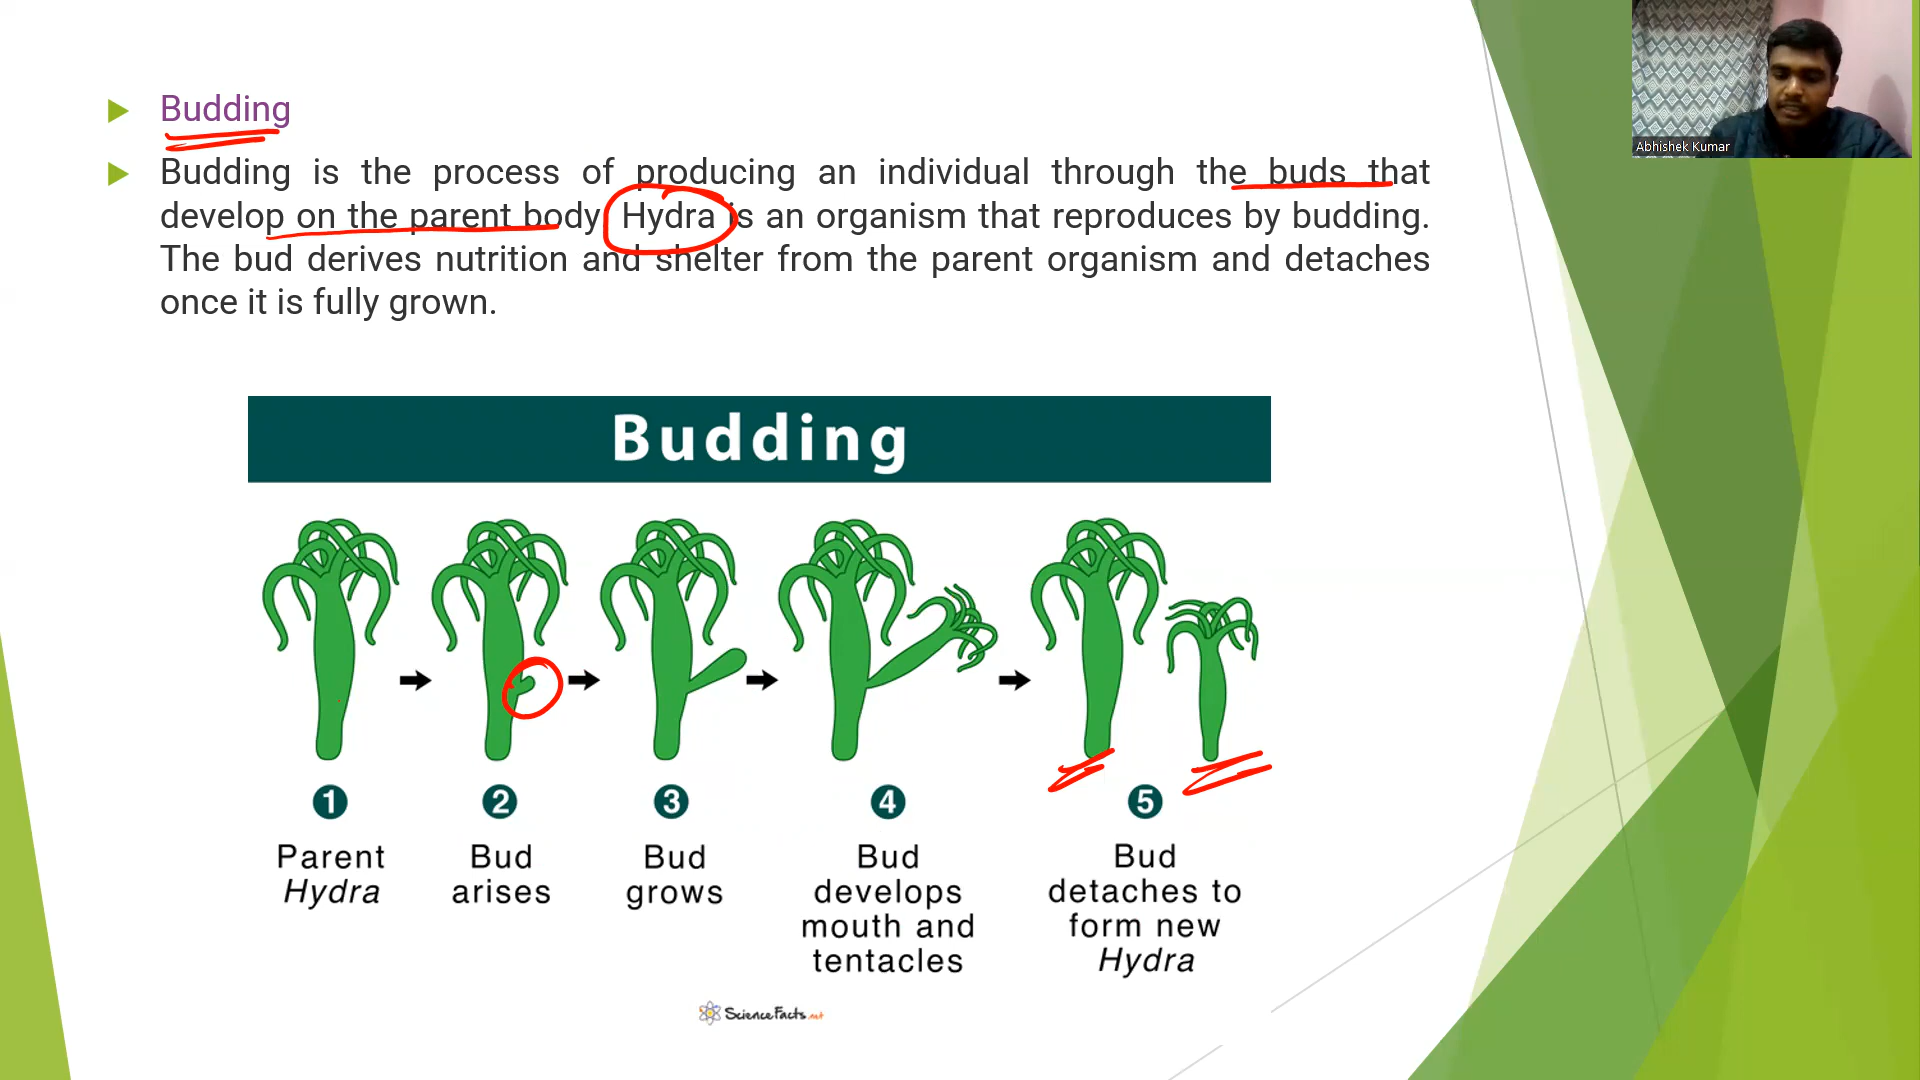 Abhishek Kumar
Budding
Budding is the process of producing an individual through the buds that
develop on the parent body Hydra is an organism that reproduces by budding.
The bud derives nutrition and shelter from the parent organism and detaches
once it is fully grown.
Budding
1
Parent
Hydra
2
Bud
arises
3
Bud
grows
4
Bud
develops
mouth and
tentacles
5
Bud
detaches to
form new
Hydra
ScienceFacts.net